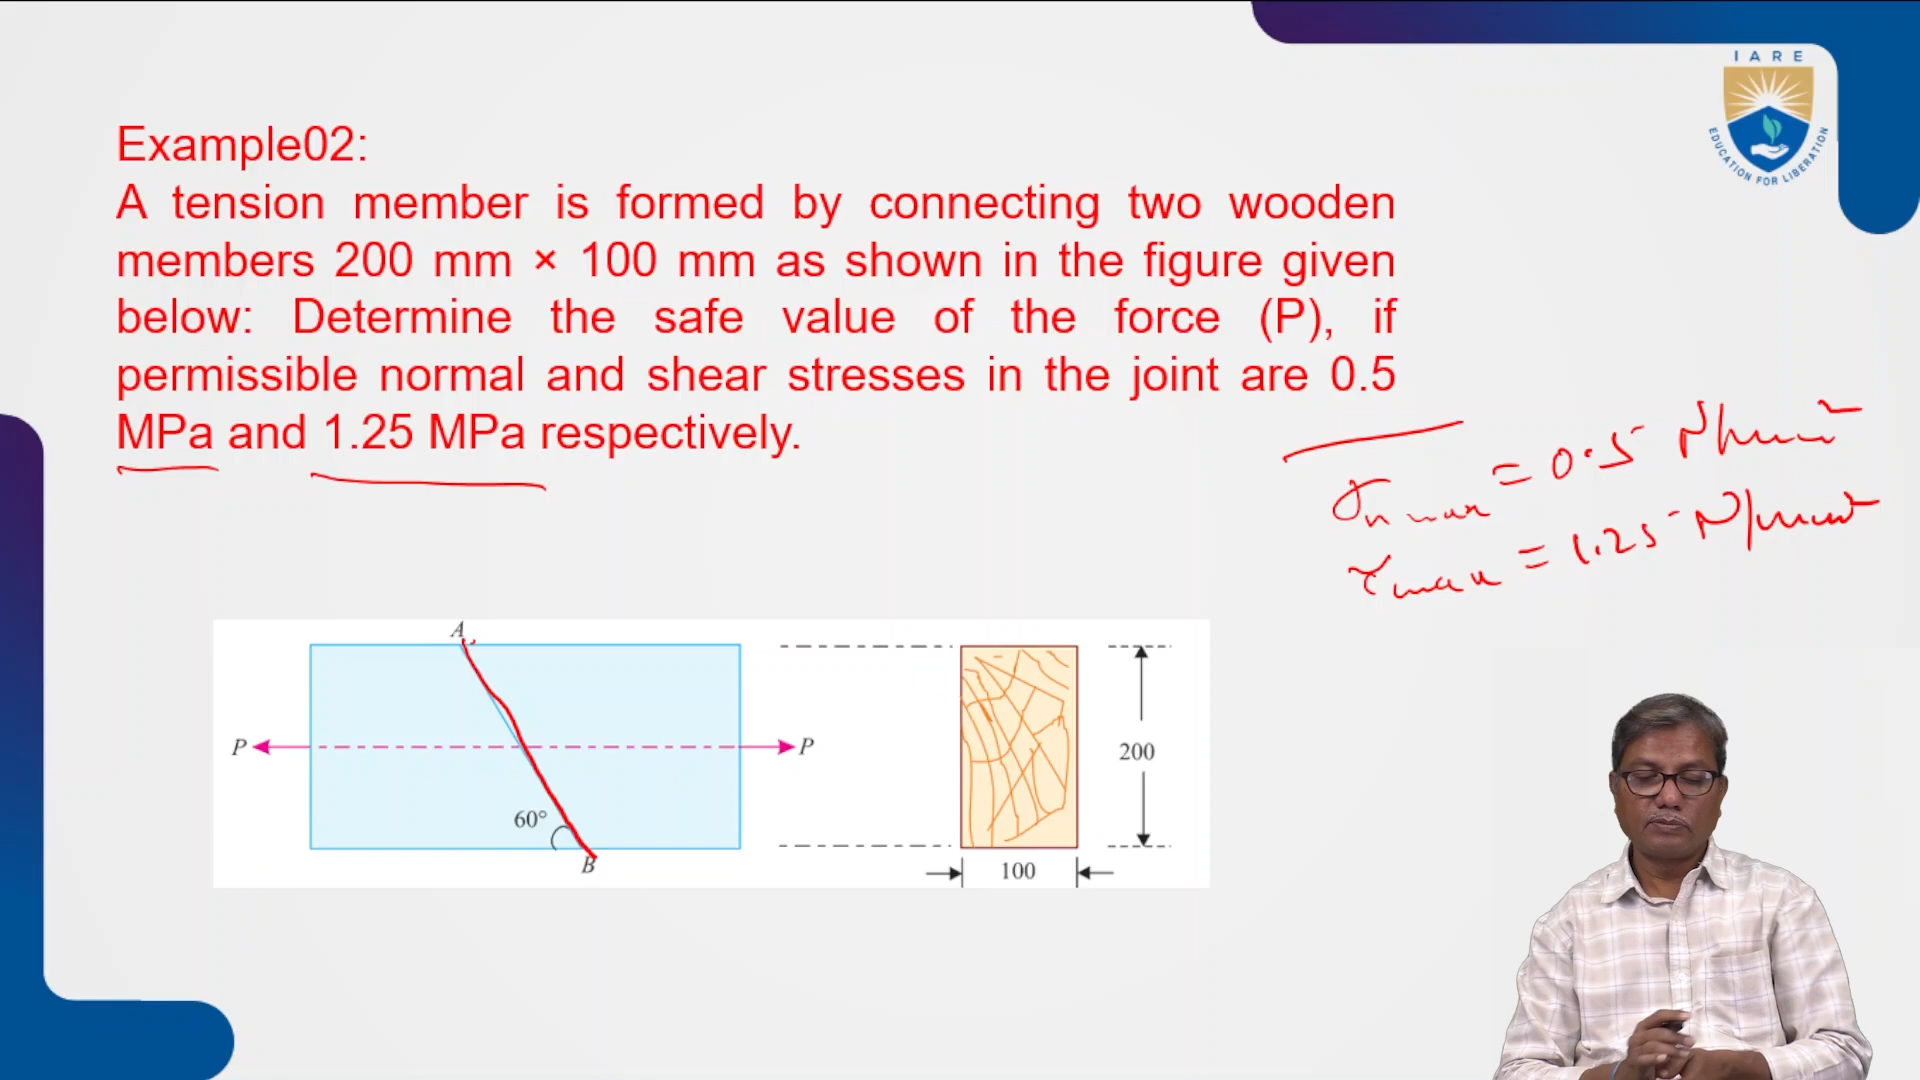 I A R E
EDUCATION FOR LIBERATION
Example02:
A tension member is formed by connecting two wooden
members 200 mm × 100 mm as shown in the figure given
below: Determine the safe value of the force (P), if
permissible normal and shear stresses in the joint are 0.5
MPa and 1.25 MPa respectively.
σn max = 0.5 N/mm²
τmax = 1.25 N/mm²
A
P
P
60°
B
200
100